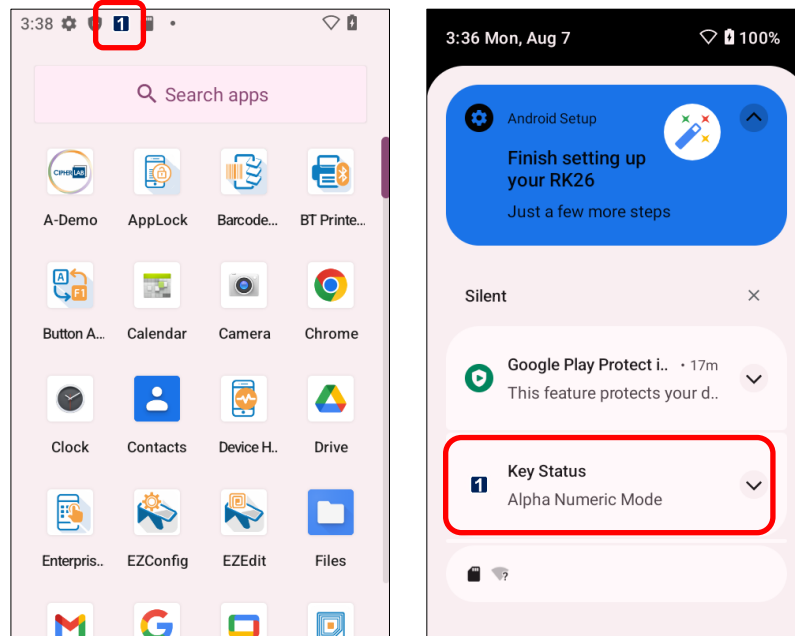 3:38 1
Search apps
CIPHERLAB
A-Demo AppLock Barcode... BT Printe...
A F1
Button A... Calendar Camera Chrome
Clock Contacts Device H.. Drive
Enterpris.. EZConfig EZEdit Files
3:36 Mon, Aug 7 100%
Android Setup
Finish setting up
your RK26
Just a few more steps
Silent
Google Play Protect i.. • 17m
This feature protects your d..
1 Key Status
Alpha Numeric Mode
?